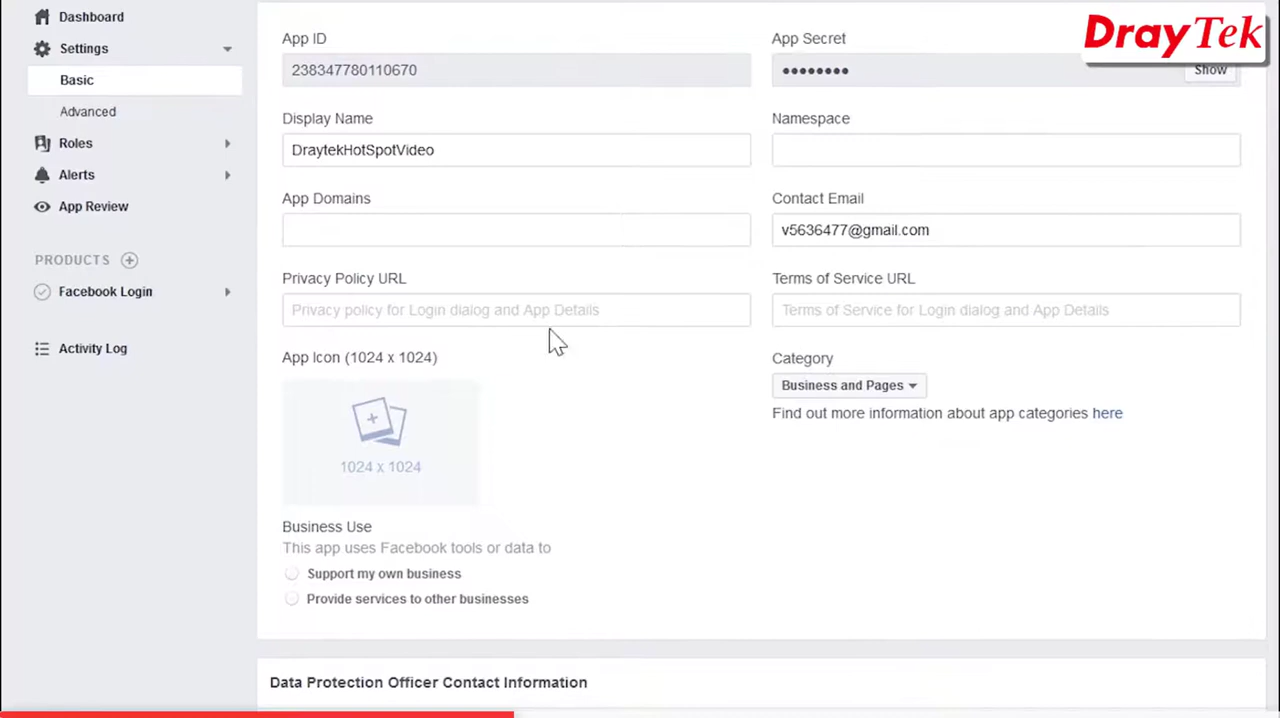 Dashboard
Settings
Basic
Advanced
Roles
Alerts
App Review
PRODUCTS
Facebook Login
Activity Log
DrayTek
App ID
App Secret
238347780110670
••••••••
Show
Display Name
Namespace
DraytekHotSpotVideo
App Domains
Contact Email
v5636477@gmail.com
Privacy Policy URL
Terms of Service URL
Privacy policy for Login dialog and App Details
Terms of Service for Login dialog and App Details
App Icon (1024 x 1024)
Category
Business and Pages
Find out more information about app categories here
1024 x 1024
Business Use
This app uses Facebook tools or data to
Support my own business
Provide services to other businesses
Data Protection Officer Contact Information